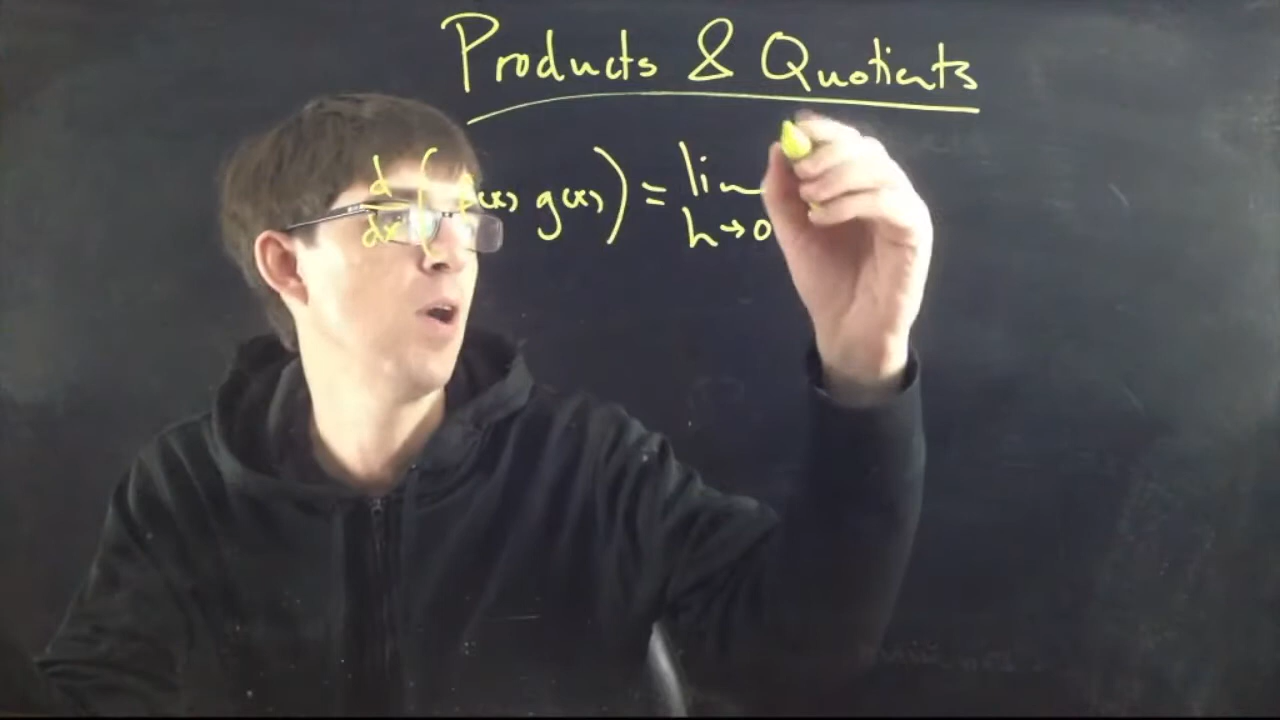 Products & Quotients
d/dx ( f(x) g(x) ) = lim h→0